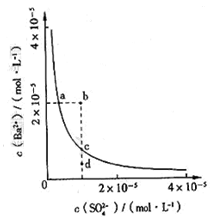 4×10⁻⁵
c (Ba²⁺) / (mol · L⁻¹)
2×10⁻⁵
a
b
c
d
0
2×10⁻⁵
4×10⁻⁵
c (SO₄²⁻) / (mol · L⁻¹)